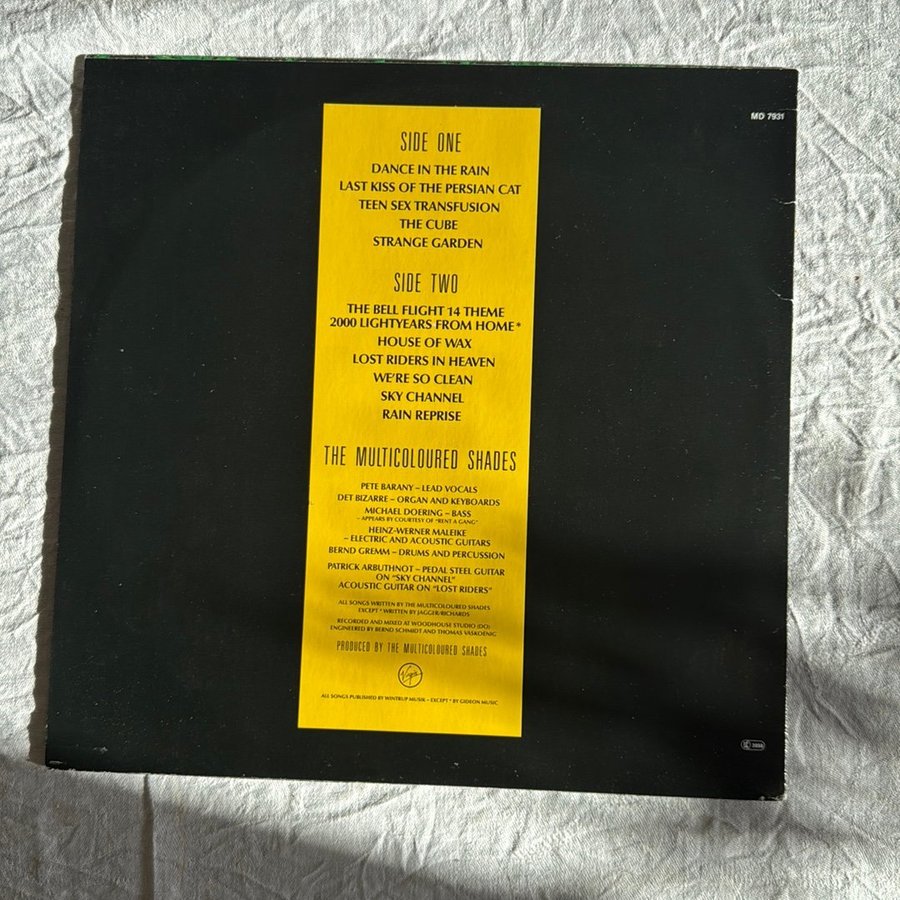 MD 7931
SIDE ONE
DANCE IN THE RAIN
LAST KISS OF THE PERSIAN CAT
TEEN SEX TRANSFUSION
THE CUBE
STRANGE GARDEN
SIDE TWO
THE BELL FLIGHT 14 THEME
2000 LIGHTYEARS FROM HOME*
HOUSE OF WAX
LOST RIDERS IN HEAVEN
WE'RE SO CLEAN
SKY CHANNEL
RAIN REPRISE
THE MULTICOLOURED SHADES
PETE BARANY – LEAD VOCALS
DET BIZARRE – ORGAN AND KEYBOARDS
MICHAEL DOERING – BASS
– APPEARS BY COURTESY OF "RENT A GANG"
HEINZ-WERNER MALEIKE
– ELECTRIC AND ACOUSTIC GUITARS
BERND GREMM – DRUMS AND PERCUSSION
PATRICK ARBUTHNOT – PEDAL STEEL GUITAR
ON "SKY CHANNEL"
ACOUSTIC GUITAR ON "LOST RIDERS"
ALL SONGS WRITTEN BY THE MULTICOLOURED SHADES
EXCEPT * WRITTEN BY JAGGER/RICHARDS
RECORDED AND MIXED AT WOODHOUSE STUDIO (DO)
ENGINEERED BY BERND SCHMIDT AND THOMAS VASKOENIG
PRODUCED BY THE MULTICOLOURED SHADES
Virgin
ALL SONGS PUBLISHED BY WINTRUP MUSIK – EXCEPT * BY GIDEON MUSIC